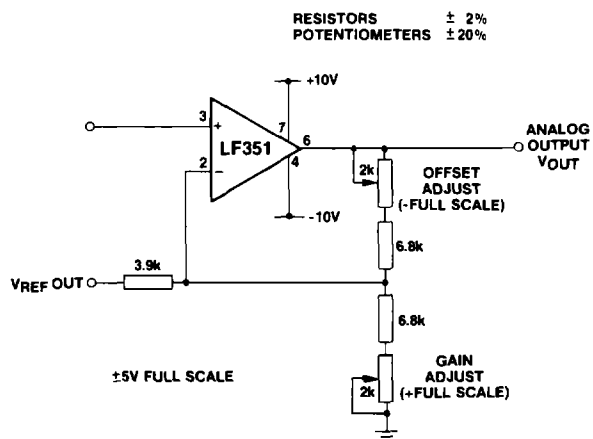 RESISTORS ± 2%
POTENTIOMETERS ±20%
+10V
3
+
7
LF351
6
2
−
4
-10V
ANALOG
OUTPUT
VOUT
2k
OFFSET
ADJUST
(-FULL SCALE)
6.8k
3.9k
VREF OUT
6.8k
±5V FULL SCALE
GAIN
ADJUST
(+FULL SCALE)
2k